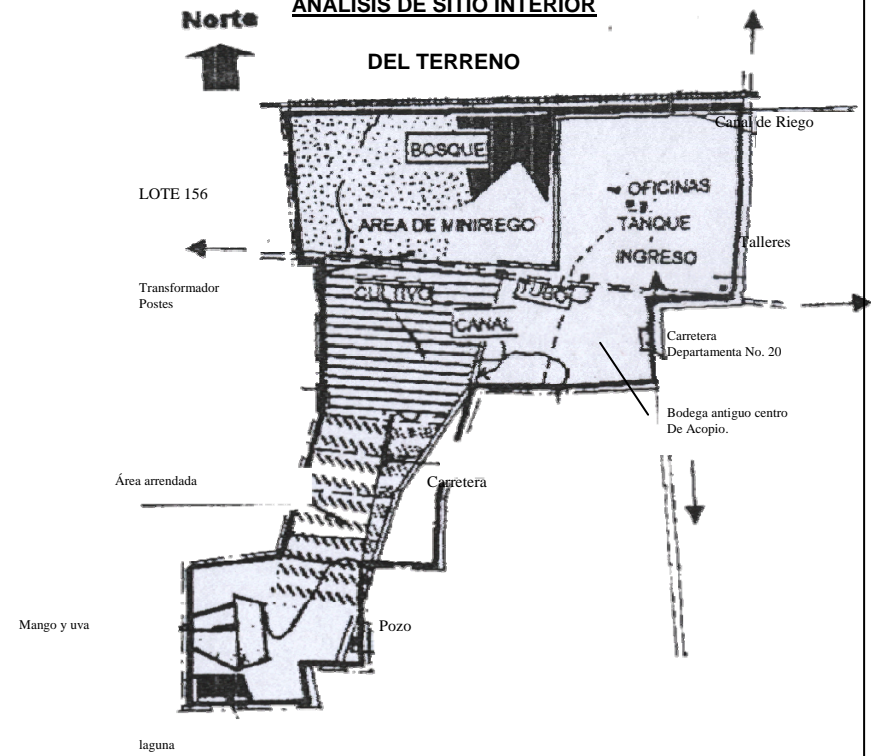 ANALISIS DE SITIO INTERIOR
Norte
DEL TERRENO
Canal de Riego
BOSQUE
LOTE 156
OFICINAS
AREA DE MINIRIEGO
TANQUE
Talleres
INGRESO
Transformador
Postes
CULTIVO
TUBO
CANAL
Carretera
Departamenta No. 20
Bodega antiguo centro
De Acopio.
Área arrendada
Carretera
Mango y uva
Pozo
laguna